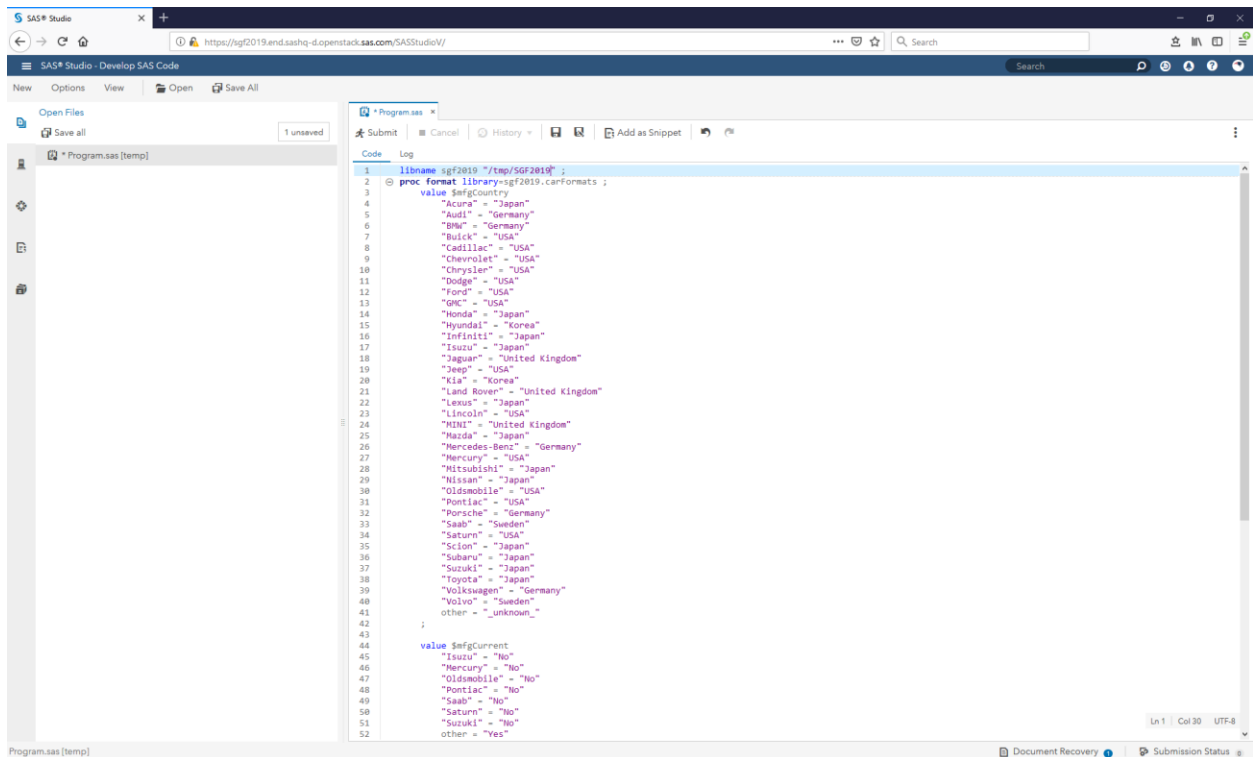 SAS® Studio
https://sgf2019.end.sashq-d.openstack.sas.com/SASStudioV/
Search
SAS® Studio - Develop SAS Code
Search
New Options View Open Save All
Open Files
Save all 1 unsaved
* Program.sas [temp]
* Program.sas
Submit Cancel History Add as Snippet
Code Log
1 libname sgf2019 "/tmp/SGF2019" ;
2 proc format library=sgf2019.carFormats ;
3 value $mfgCountry
4 "Acura" = "Japan"
5 "Audi" = "Germany"
6 "BMW" = "Germany"
7 "Buick" = "USA"
8 "Cadillac" = "USA"
9 "Chevrolet" = "USA"
10 "Chrysler" = "USA"
11 "Dodge" = "USA"
12 "Ford" = "USA"
13 "GMC" = "USA"
14 "Honda" = "Japan"
15 "Hyundai" = "Korea"
16 "Infiniti" = "Japan"
17 "Isuzu" = "Japan"
18 "Jaguar" = "United Kingdom"
19 "Jeep" = "USA"
20 "Kia" = "Korea"
21 "Land Rover" = "United Kingdom"
22 "Lexus" = "Japan"
23 "Lincoln" = "USA"
24 "MINI" = "United Kingdom"
25 "Mazda" = "Japan"
26 "Mercedes-Benz" = "Germany"
27 "Mercury" = "USA"
28 "Mitsubishi" = "Japan"
29 "Nissan" = "Japan"
30 "Oldsmobile" = "USA"
31 "Pontiac" = "USA"
32 "Porsche" = "Germany"
33 "Saab" = "Sweden"
34 "Saturn" = "USA"
35 "Scion" = "Japan"
36 "Subaru" = "Japan"
37 "Suzuki" = "Japan"
38 "Toyota" = "Japan"
39 "Volkswagen" = "Germany"
40 "Volvo" = "Sweden"
41 other = "_unknown_"
42 ;
43
44 value $mfgCurrent
45 "Isuzu" = "No"
46 "Mercury" = "No"
47 "Oldsmobile" = "No"
48 "Pontiac" = "No"
49 "Saab" = "No"
50 "Saturn" = "No"
51 "Suzuki" = "No"
52 other = "Yes"
Ln 1 Col 30 UTF-8
Program.sas [temp] Document Recovery 1 Submission Status 0